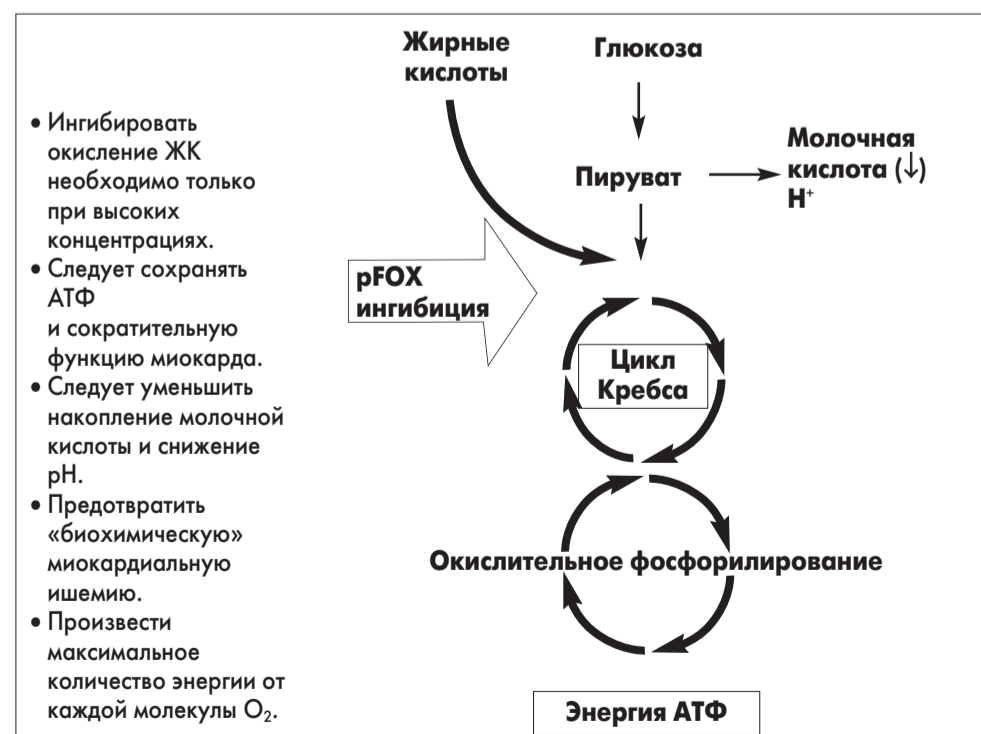 • Ингибировать
окисление ЖК
необходимо только
при высоких
концентрациях.
• Следует сохранять
АТФ
и сократительную
функцию миокарда.
• Следует уменьшить
накопление молочной
кислоты и снижение
pH.
• Предотвратить
«биохимическую»
миокардиальную
ишемию.
• Произвести
максимальное
количество энергии от
каждой молекулы O₂.
Жирные
кислоты
Глюкоза
Пируват
Молочная
кислота (↓)
H⁺
pFOX
ингибиция
Цикл
Кребса
Окислительное фосфорилирование
Энергия АТФ